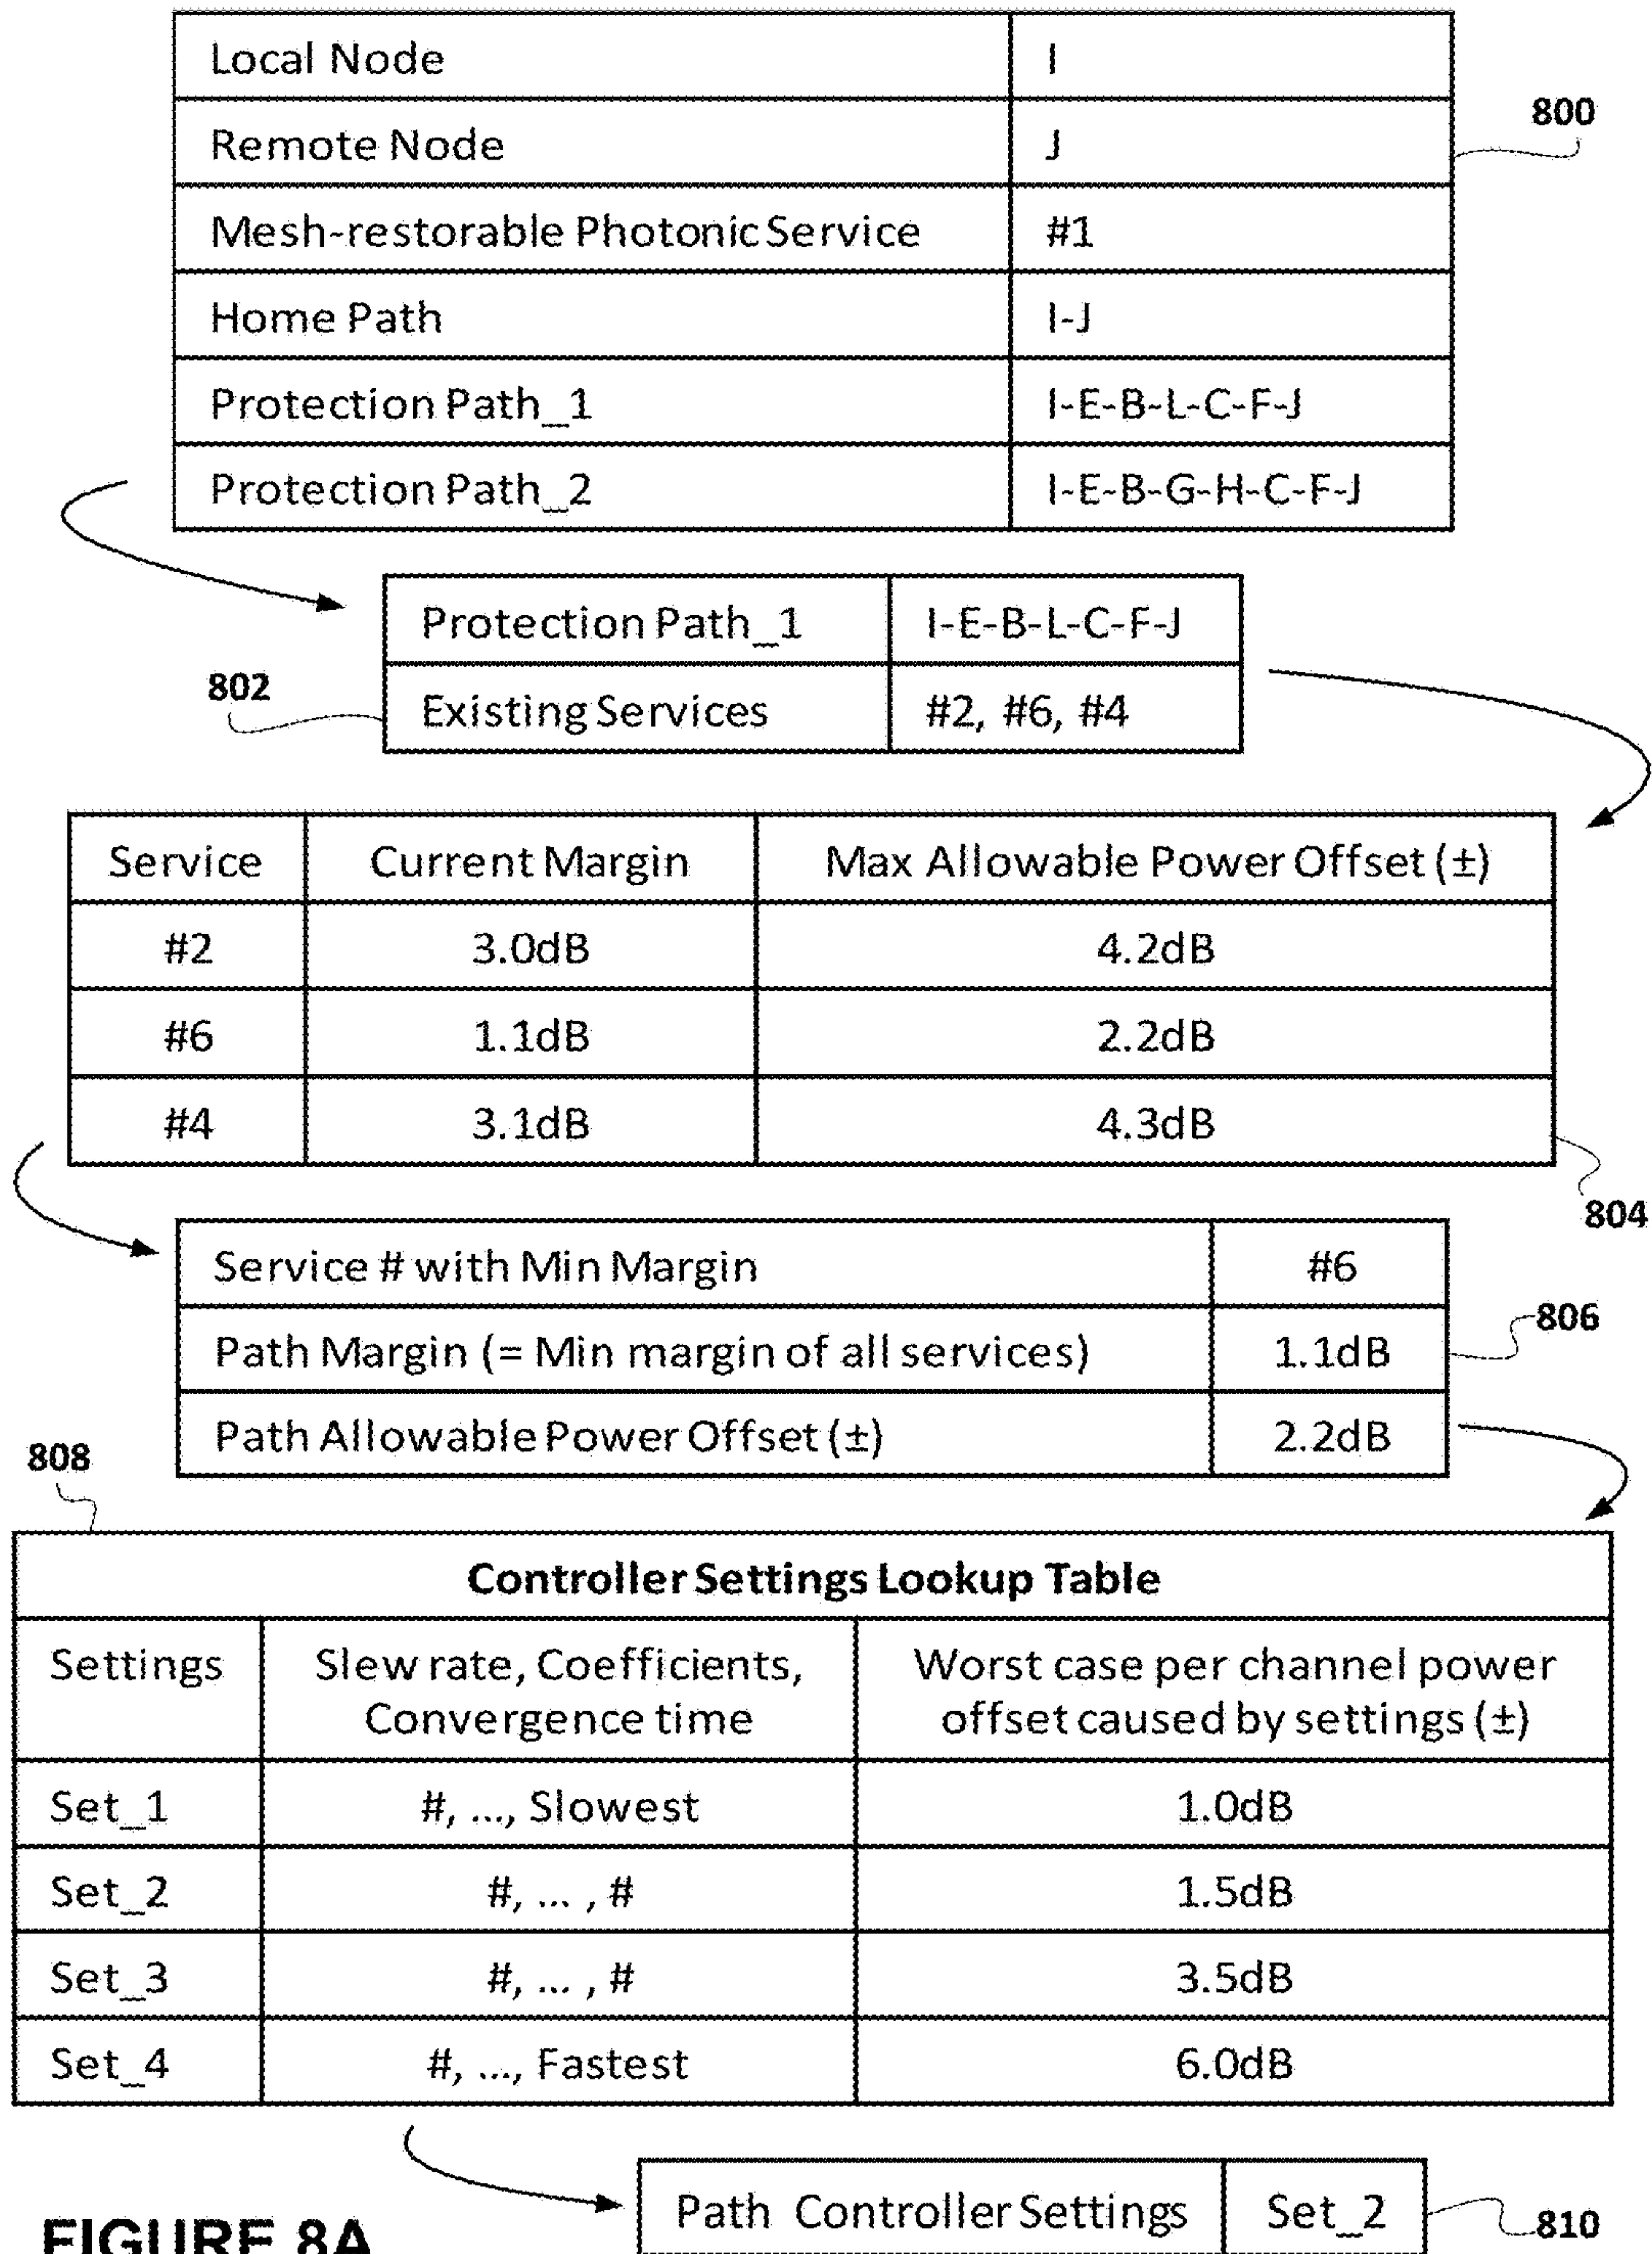 Local Node I
Remote Node J
800
Mesh-restorable Photonic Service #1
Home Path I-J
Protection Path_1 I-E-B-L-C-F-J
Protection Path_2 I-E-B-G-H-C-F-J
Protection Path_1 I-E-B-L-C-F-J
802
Existing Services #2, #6, #4
Service Current Margin Max Allowable Power Offset (±)
#2 3.0dB 4.2dB
#6 1.1dB 2.2dB
#4 3.1dB 4.3dB
804
Service # with Min Margin #6
806
Path Margin (= Min margin of all services) 1.1dB
Path Allowable Power Offset (±) 2.2dB
808
Controller Settings Lookup Table
Settings Slew rate, Coefficients, Worst case per channel power
Convergence time offset caused by settings (±)
Set_1 #, ..., Slowest 1.0dB
Set_2 #, ... , # 1.5dB
Set_3 #, ... , # 3.5dB
Set_4 #, ..., Fastest 6.0dB
Path Controller Settings Set_2
810
FIGURE 8A